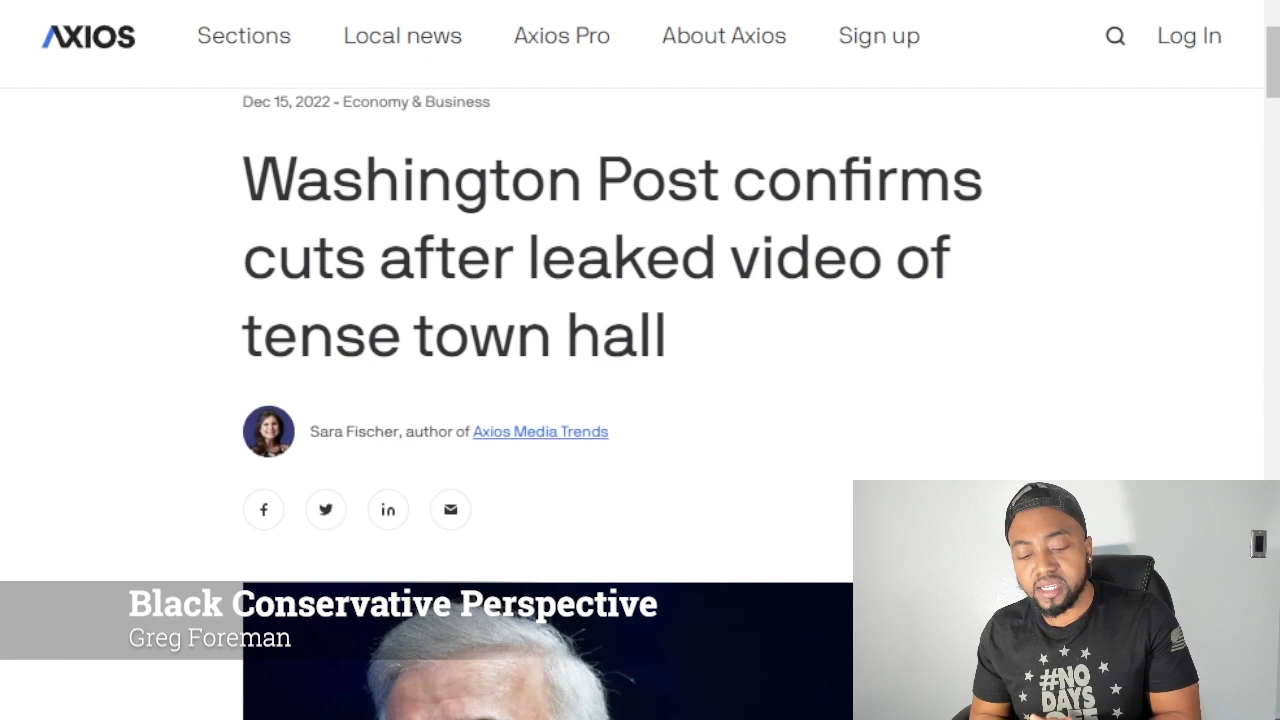 AXIOS Sections Local news Axios Pro About Axios Sign up Log In
Dec 15, 2022 - Economy & Business
Washington Post confirms
cuts after leaked video of
tense town hall
Sara Fischer, author of Axios Media Trends
Black Conservative Perspective
Greg Foreman
#NO
DAYS